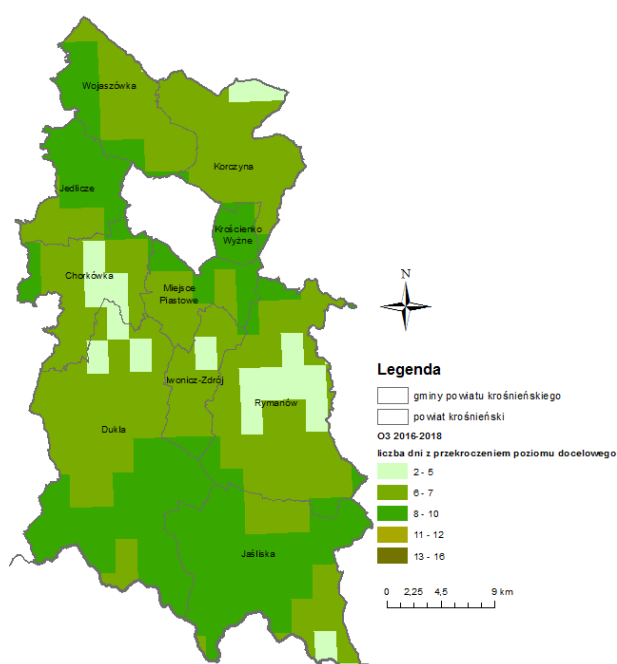 Wojaszówka
Korczyna
Jedlicze
Krościenko
Wyżne
Chorkówka
Miejsce
Piastowe
Iwonicz-Zdrój
Rymanów
Dukla
Jaśliska
N
Legenda
gminy powiatu krośnieńskiego
powiat krośnieński
O3 2016-2018
liczba dni z przekroczeniem poziomu docelowego
2 - 5
6 - 7
8 - 10
11 - 12
13 - 16
0 2,25 4,5 9 km